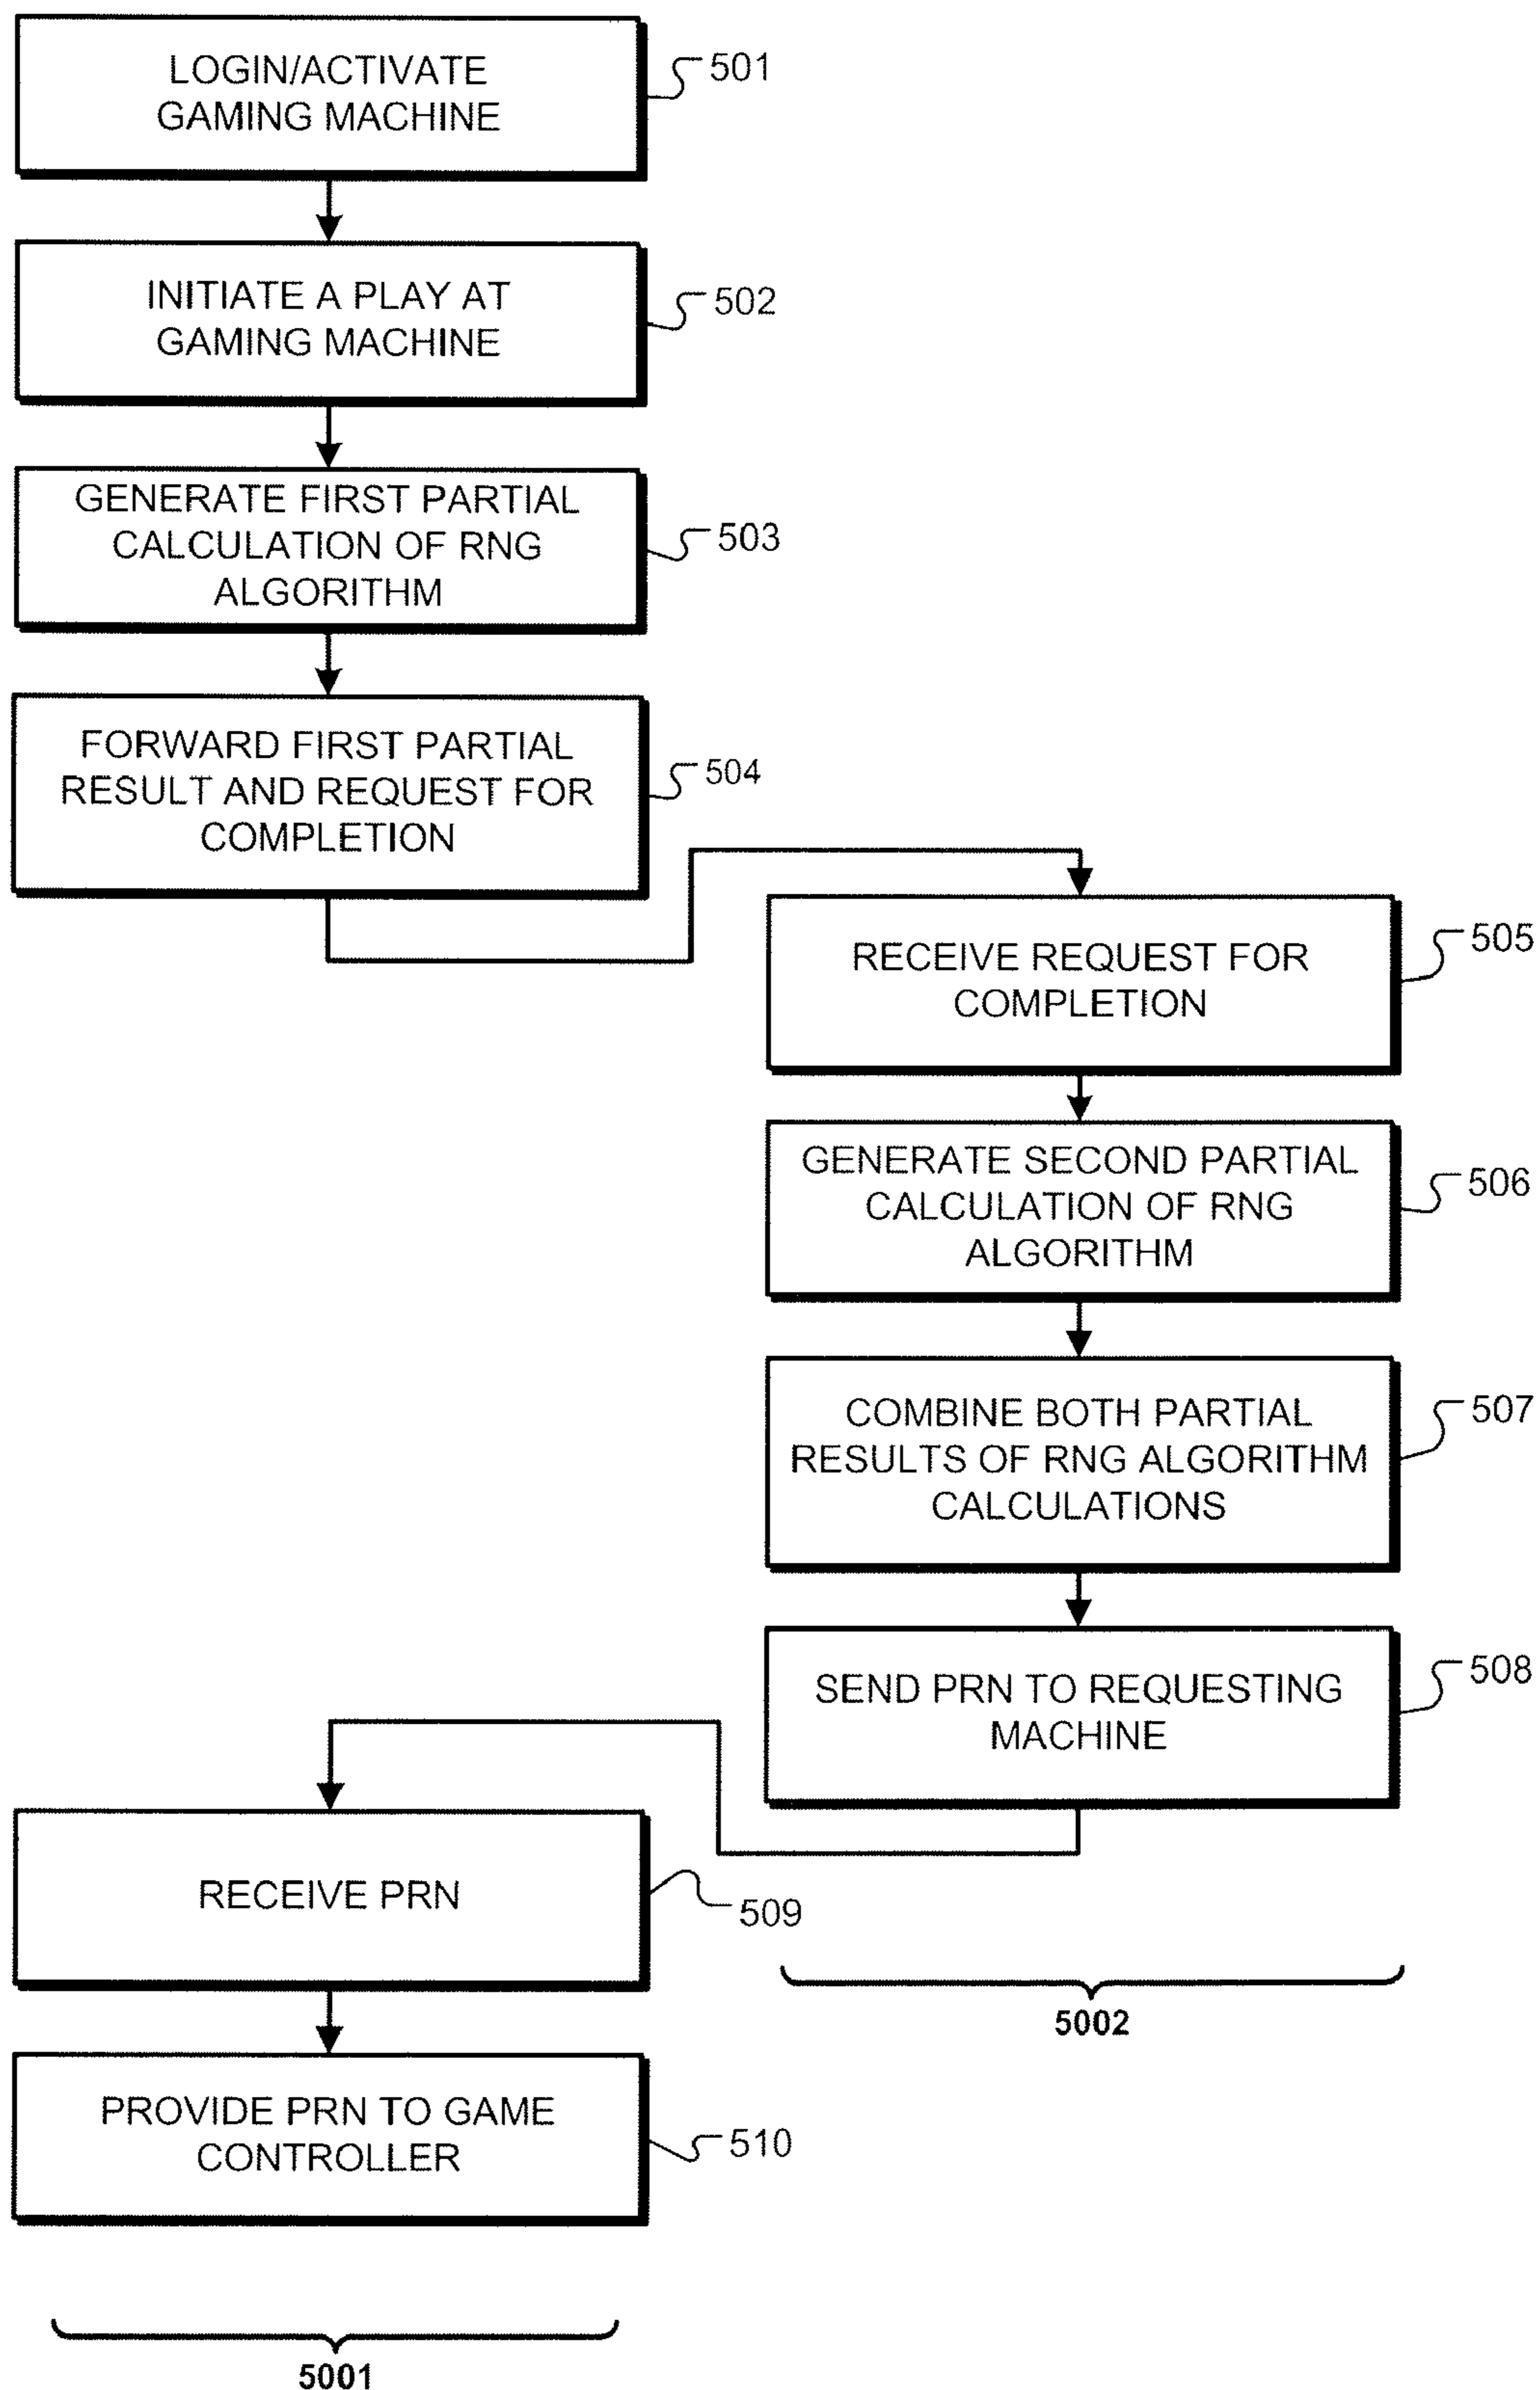 LOGIN/ACTIVATE
GAMING MACHINE
501
INITIATE A PLAY AT
GAMING MACHINE
502
GENERATE FIRST PARTIAL
CALCULATION OF RNG
ALGORITHM
503
FORWARD FIRST PARTIAL
RESULT AND REQUEST FOR
COMPLETION
504
RECEIVE REQUEST FOR
COMPLETION
505
GENERATE SECOND PARTIAL
CALCULATION OF RNG
ALGORITHM
506
COMBINE BOTH PARTIAL
RESULTS OF RNG ALGORITHM
CALCULATIONS
507
SEND PRN TO REQUESTING
MACHINE
508
RECEIVE PRN
509
5002
PROVIDE PRN TO GAME
CONTROLLER
510
5001